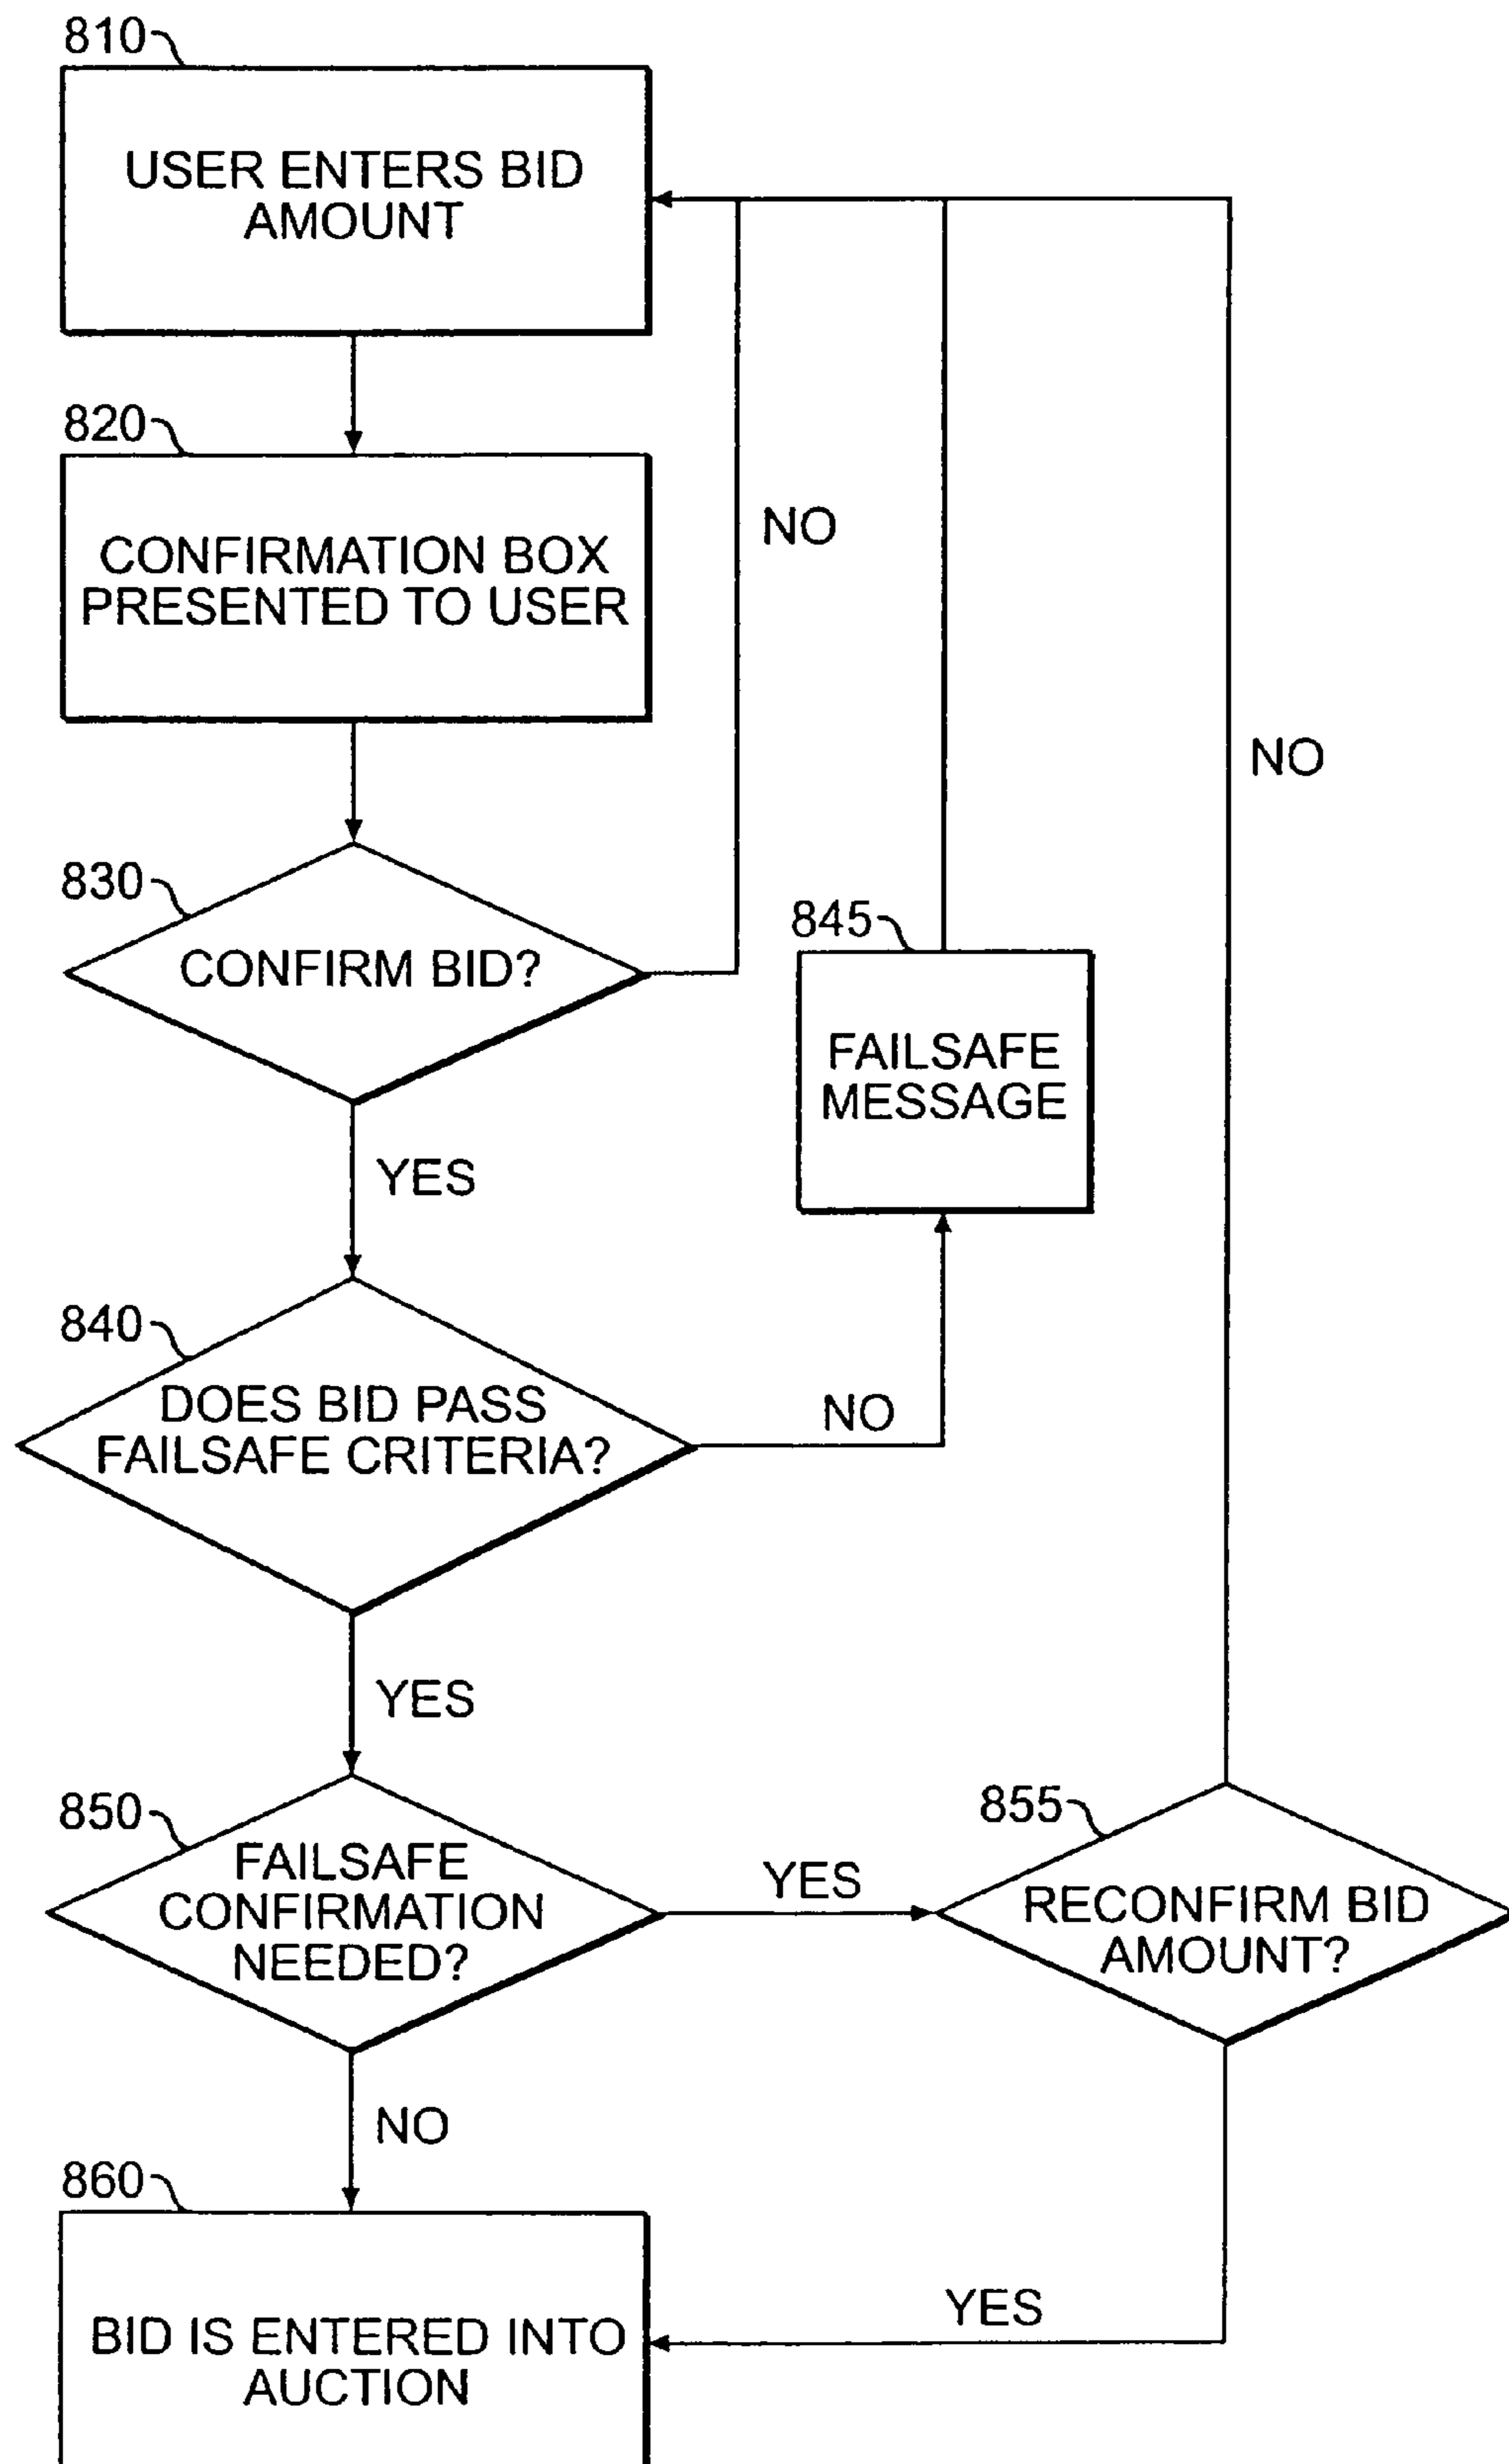 810
USER ENTERS BID
AMOUNT
820
CONFIRMATION BOX
PRESENTED TO USER
NO
NO
830
CONFIRM BID?
845
FAILSAFE
MESSAGE
YES
840
DOES BID PASS
FAILSAFE CRITERIA?
NO
YES
850
FAILSAFE
CONFIRMATION
NEEDED?
YES
855
RECONFIRM BID
AMOUNT?
NO
860
BID IS ENTERED INTO
AUCTION
YES